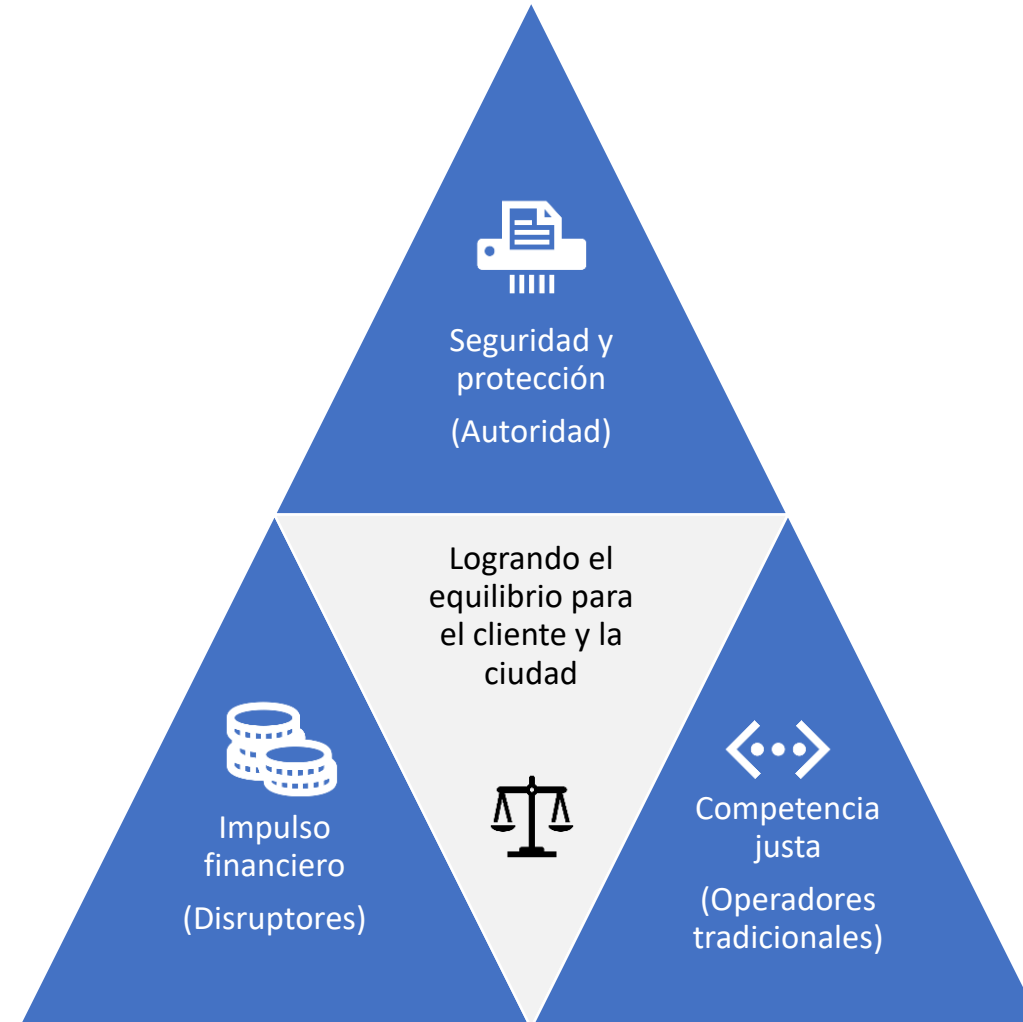 Seguridad y
protección
(Autoridad)
Logrando el
equilibrio para
el cliente y la
ciudad
Impulso
financiero
(Disruptores)
Competencia
justa
(Operadores
tradicionales)